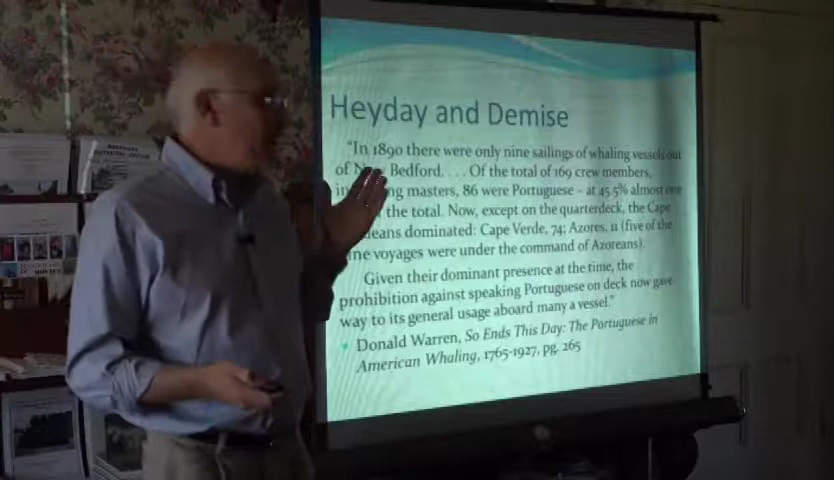 Heyday and Demise
"In 1890 there were only nine sailings of whaling vessels out
of New Bedford. . . . Of the total of 169 crew members,
masters, 86 were Portuguese – at 45.5% almost one
the total. Now, except on the quarterdeck, the Cape
dominated: Cape Verde, 74; Azores, 11 (five of the
voyages were under the command of Azoreans).
Given their dominant presence at the time, the
prohibition against speaking Portuguese on deck now gave
way to its general usage aboard many a vessel."
• Donald Warren, So Ends This Day: The Portuguese in
American Whaling, 1765-1927, pg. 265